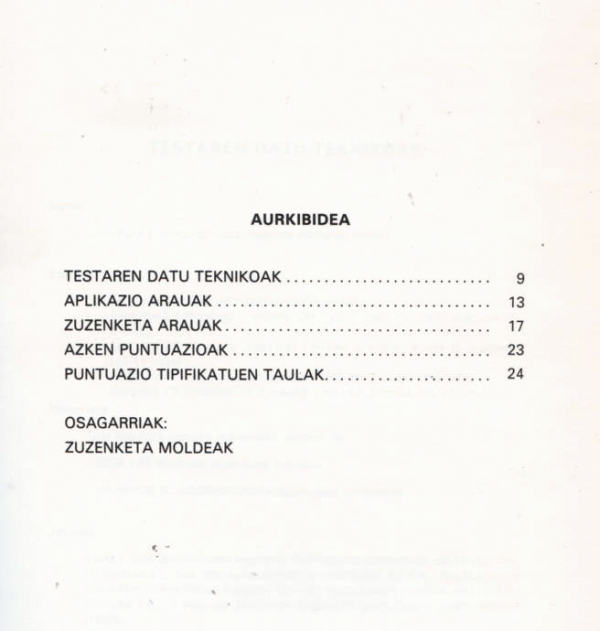 AURKIBIDEA
TESTAREN DATU TEKNIKOAK .......................... 9
APLIKAZIO ARAUAK .................................. 13
ZUZENKETA ARAUAK ................................. 17
AZKEN PUNTUAZIOAK ................................ 23
PUNTUAZIO TIPIFIKATUEN TAULAK..................... 24
OSAGARRIAK:
ZUZENKETA MOLDEAK